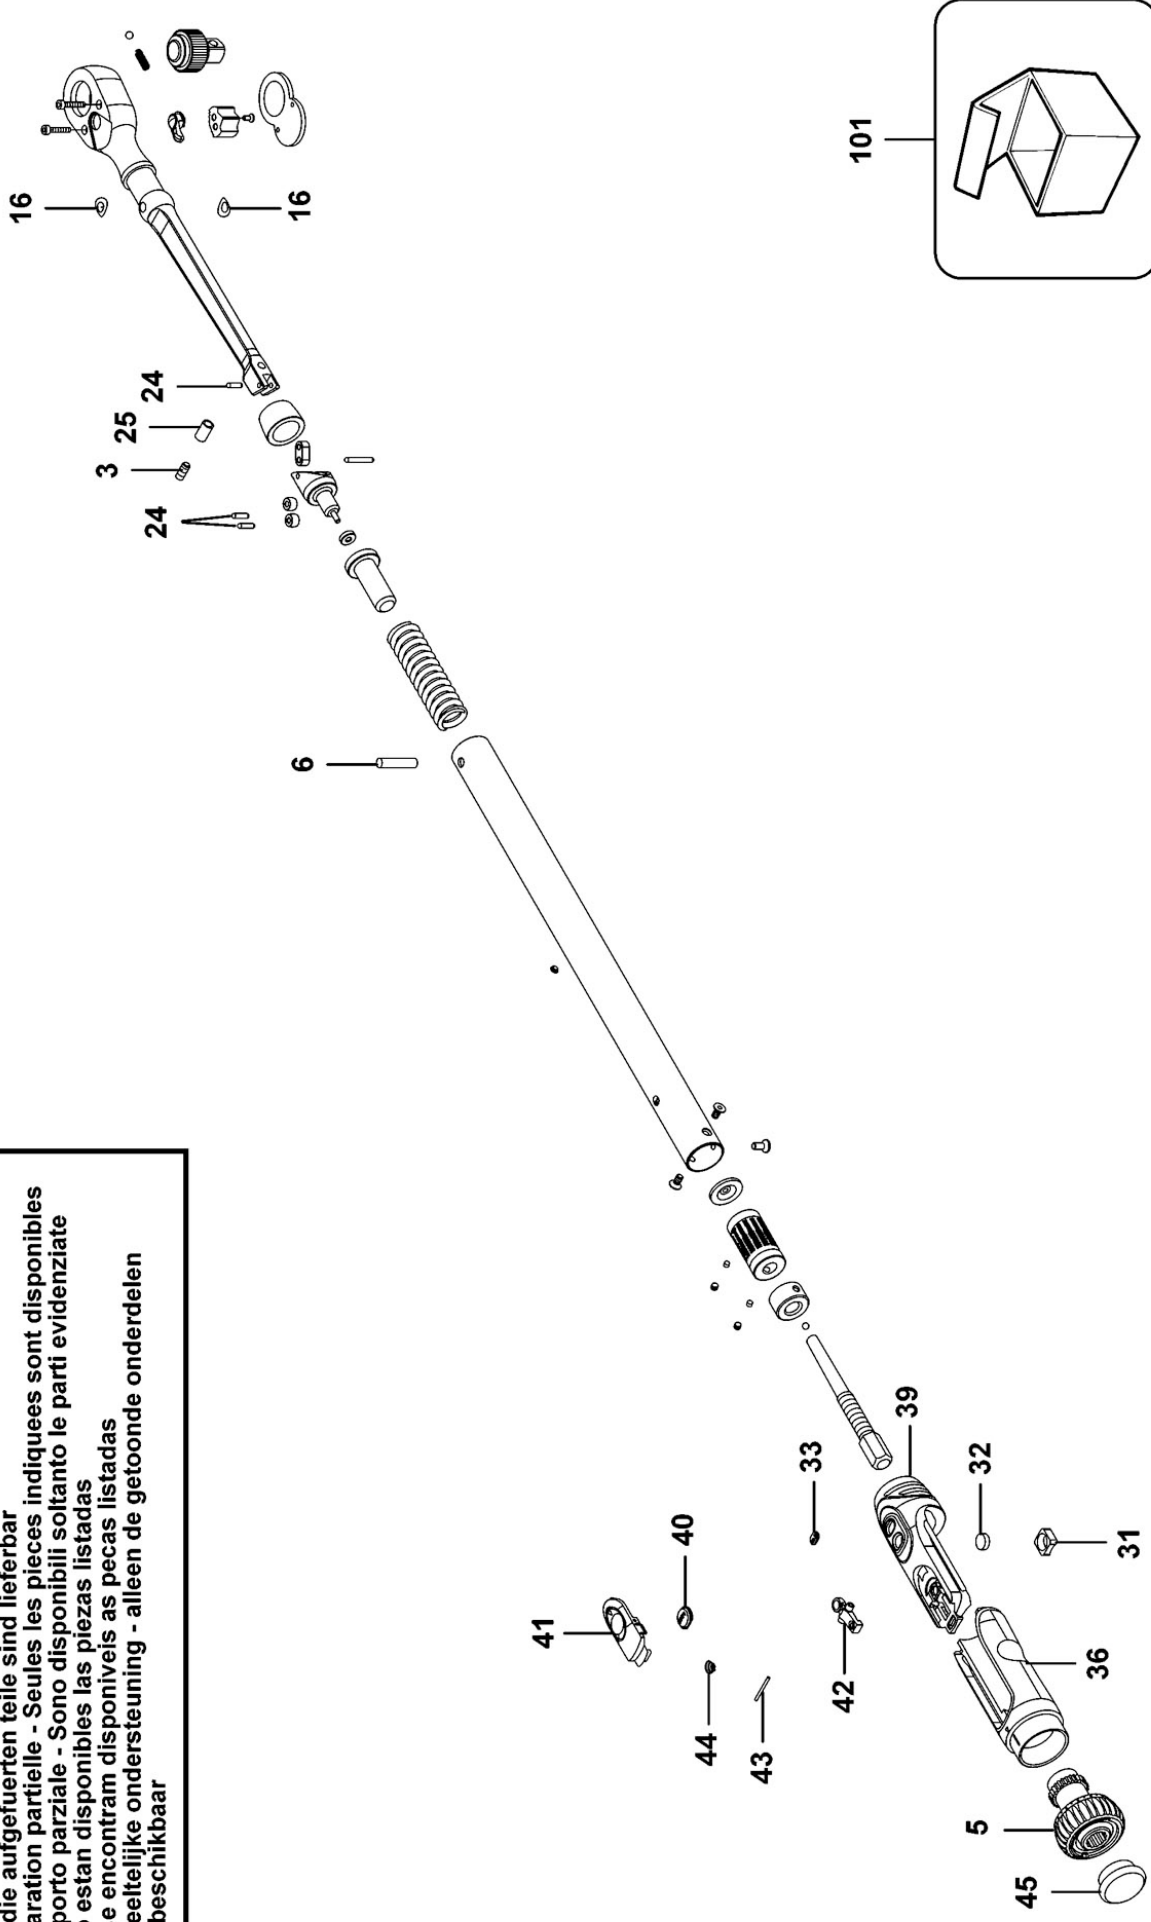 die aufgefuerten teile sind lieferbar
aration partielle - Seules les pieces indiquees sont disponibles
porto parziale - Sono disponibili soltanto le parti evidenziate
estan disponibles las piezas listadas
e encontram disponiveis as pecas listadas
eeltelijke ondersteuning - alleen de getoonde onderdelen
beschikbaar
16
16
24
25
3
24
6
101
41
40
33
39
44
43
42
32
31
36
5
45